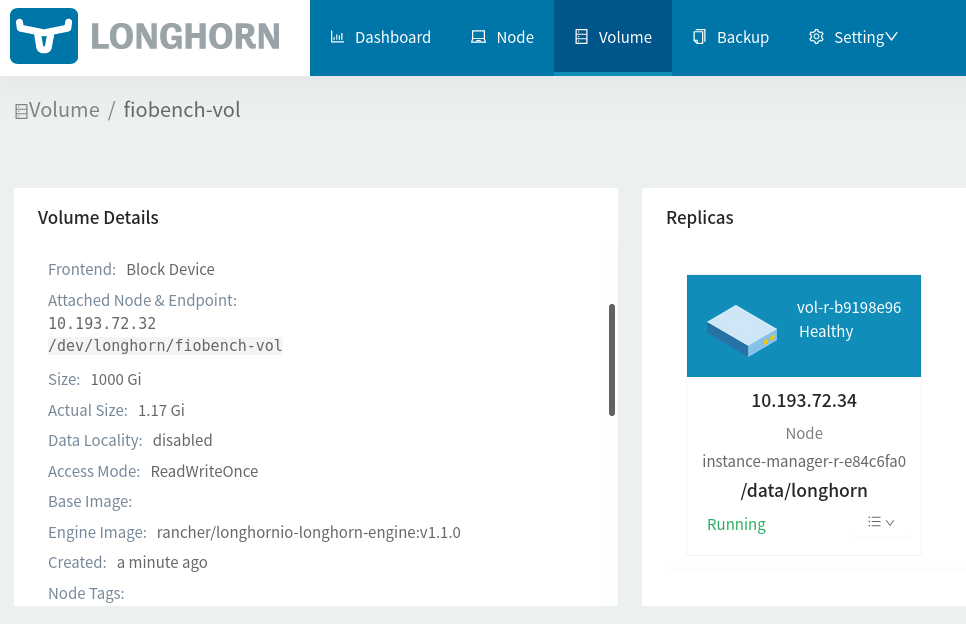 LONGHORN
Dashboard
Node
Volume
Backup
Setting
Volume / fiobench-vol
Volume Details
Frontend: Block Device
Attached Node & Endpoint:
10.193.72.32
/dev/longhorn/fiobench-vol
Size: 1000 Gi
Actual Size: 1.17 Gi
Data Locality: disabled
Access Mode: ReadWriteOnce
Base Image:
Engine Image: rancher/longhornio-longhorn-engine:v1.1.0
Created: a minute ago
Node Tags:
Replicas
vol-r-b9198e96
Healthy
10.193.72.34
Node
instance-manager-r-e84c6fa0
/data/longhorn
Running